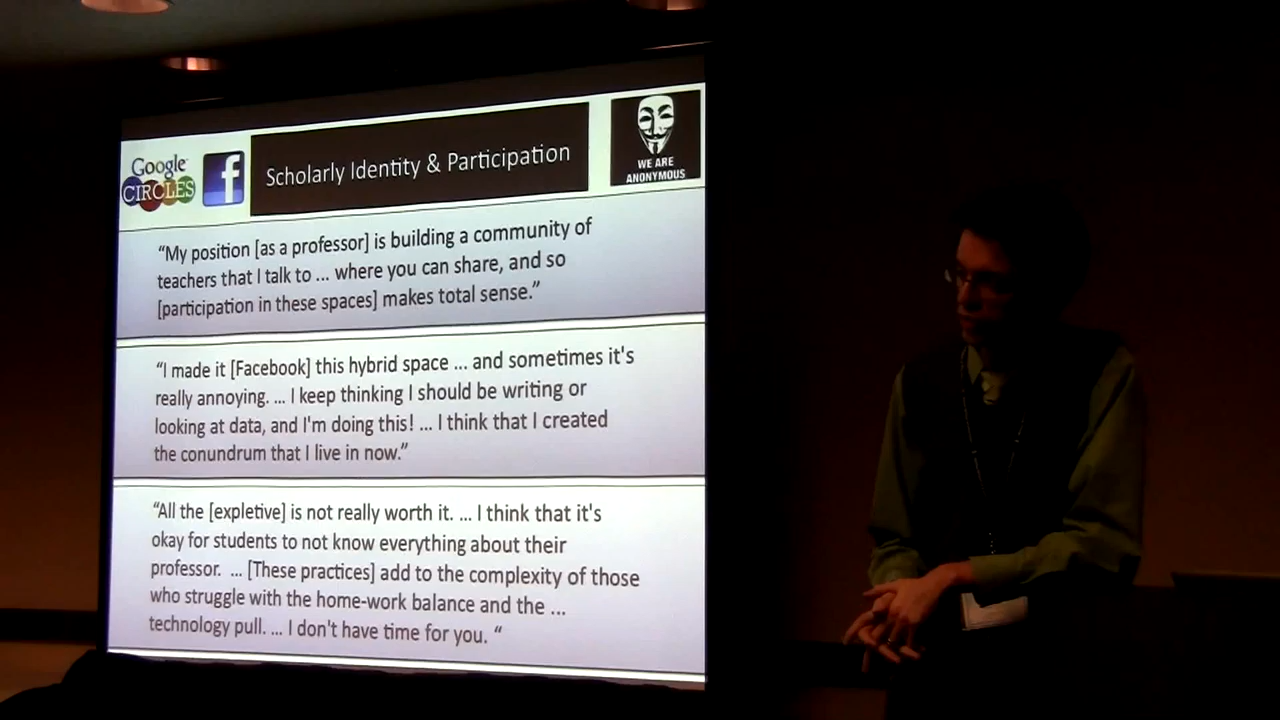 Google
CIRCLES
f
Scholarly Identity & Participation
WE ARE
ANONYMOUS
“My position [as a professor] is building a community of
teachers that I talk to ... where you can share, and so
[participation in these spaces] makes total sense.”
“I made it [Facebook] this hybrid space ... and sometimes it's
really annoying. ... I keep thinking I should be writing or
looking at data, and I'm doing this! ... I think that I created
the conundrum that I live in now.”
“All the [expletive] is not really worth it. ... I think that it's
okay for students to not know everything about their
professor. ... [These practices] add to the complexity of those
who struggle with the home-work balance and the ...
technology pull. ... I don't have time for you. “